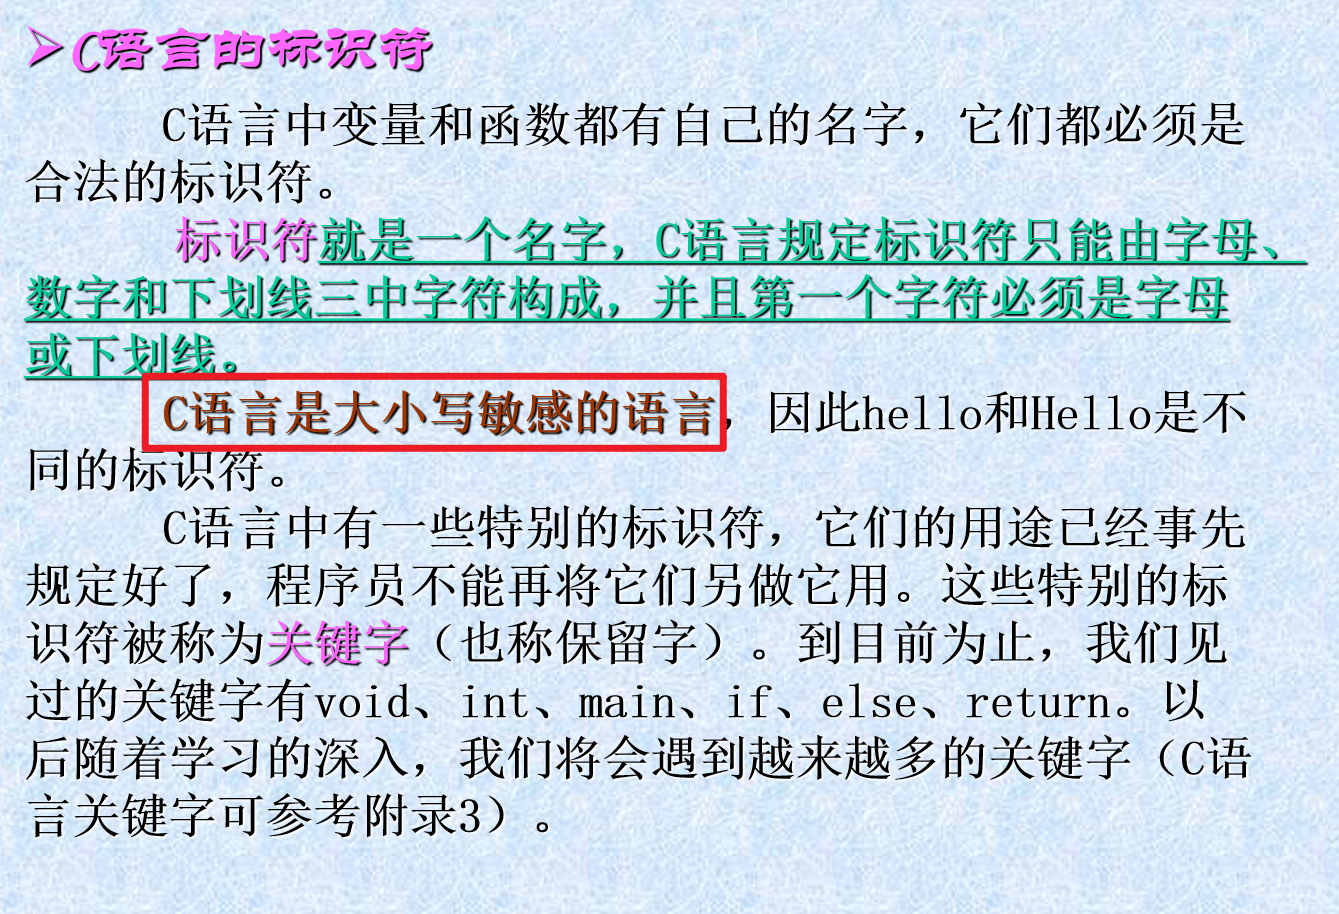 ➢C语言的标识符
C语言中变量和函数都有自己的名字，它们都必须是
合法的标识符。
标识符就是一个名字，C语言规定标识符只能由字母、
数字和下划线三中字符构成，并且第一个字符必须是字母
或下划线。
C语言是大小写敏感的语言，因此hello和Hello是不
同的标识符。
C语言中有一些特别的标识符，它们的用途已经事先
规定好了，程序员不能再将它们另做它用。这些特别的标
识符被称为关键字（也称保留字）。到目前为止，我们见
过的关键字有void、int、main、if、else、return。以
后随着学习的深入，我们将会遇到越来越多的关键字（C语
言关键字可参考附录3）。